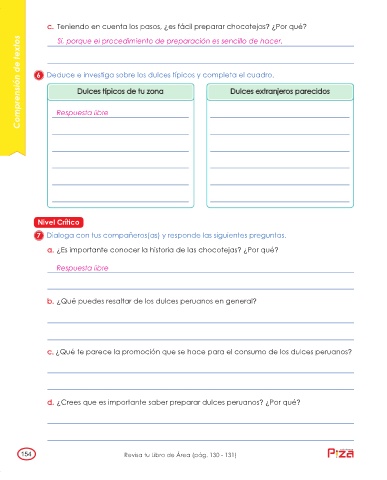 c. Teniendo en cuenta los pasos, ¿es fácil preparar chocotejas? ¿Por qué?
Sí, porque el procedimiento de preparación es sencillo de hacer.
Comprensión de textos
6 Deduce e investiga sobre los dulces típicos y completa el cuadro.
Dulces típicos de tu zona
Dulces extranjeros parecidos
Respuesta libre
Nivel Crítico
7 Dialoga con tus compañeros(as) y responde las siguientes preguntas.
a. ¿Es importante conocer la historia de las chocotejas? ¿Por qué?
Respuesta libre
b. ¿Qué puedes resaltar de los dulces peruanos en general?
c. ¿Qué te parece la promoción que se hace para el consumo de los dulces peruanos?
d. ¿Crees que es importante saber preparar dulces peruanos? ¿Por qué?
154
Revisa tu Libro de Área (pág. 130 - 131)